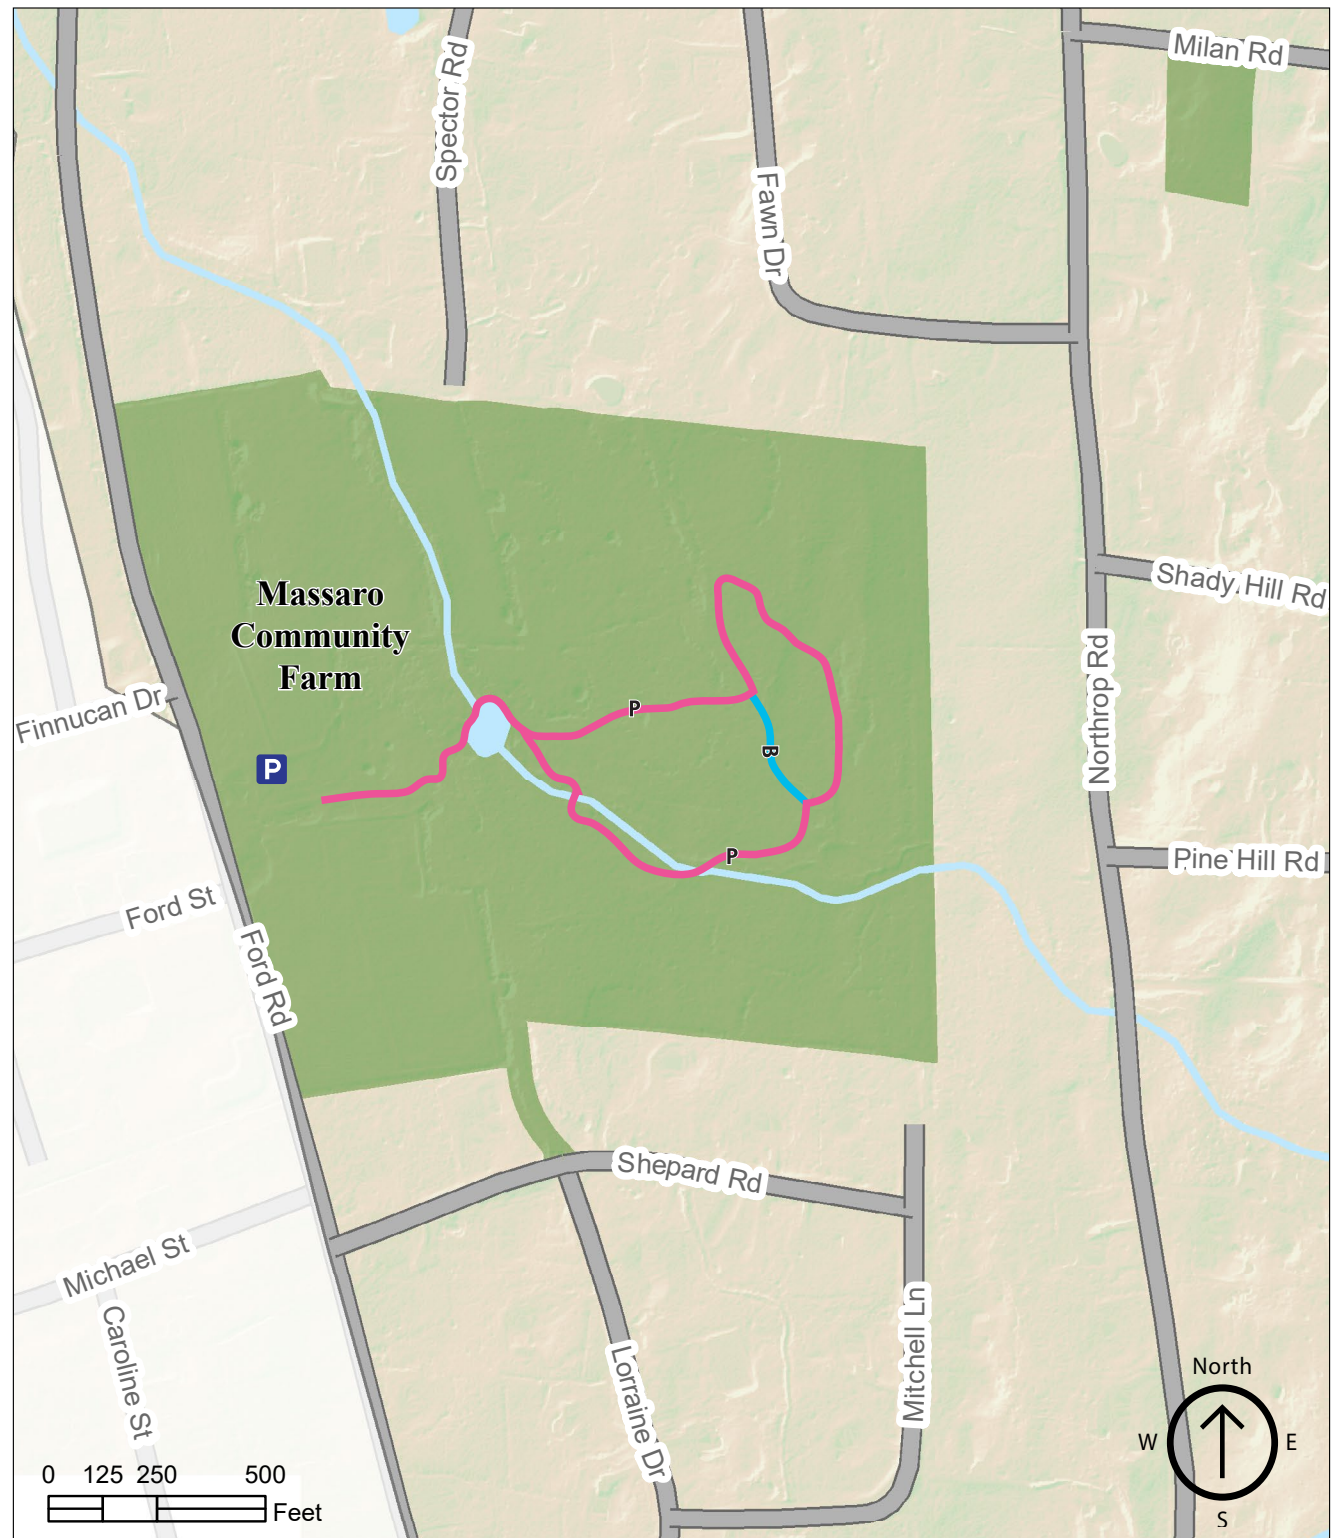 Milan Rd
Spector Rd
Fawn Dr
Massaro
Community
Farm
Shady Hill Rd
Finnucan Dr
Northrop Rd
P
B
P
P
Pine Hill Rd
Ford St
Ford Rd
Shepard Rd
Michael St
Caroline St
Lorraine Dr
Mitchell Ln
North
W
E
S
0 125 250 500
Feet